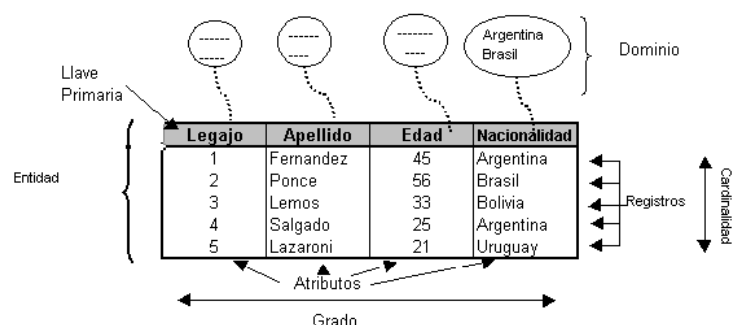 Argentina
Brasil
Dominio
Llave
Primaria
Legajo Apellido Edad Nacionalidad
1 Fernandez 45 Argentina
2 Ponce 56 Brasil
3 Lemos 33 Bolivia
4 Salgado 25 Argentina
5 Lazaroni 21 Uruguay
Entidad
Registros
Cardinalidad
Atributos
Grado